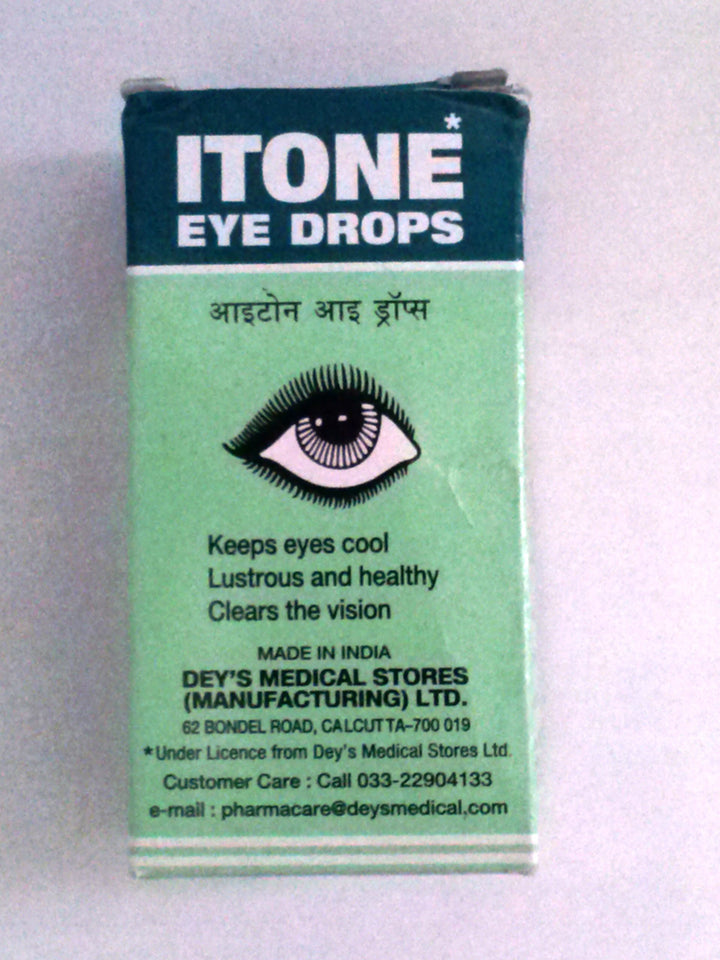 ITONE*
EYE DROPS
आइटोन आइ ड्रॉप्स
Keeps eyes cool
Lustrous and healthy
Clears the vision
MADE IN INDIA
DEY'S MEDICAL STORES
(MANUFACTURING) LTD.
62 BONDEL ROAD, CALCUTTA-700 019
*Under Licence from Dey's Medical Stores Ltd.
Customer Care : Call 033-22904133
e-mail : pharmacare@deysmedical.com